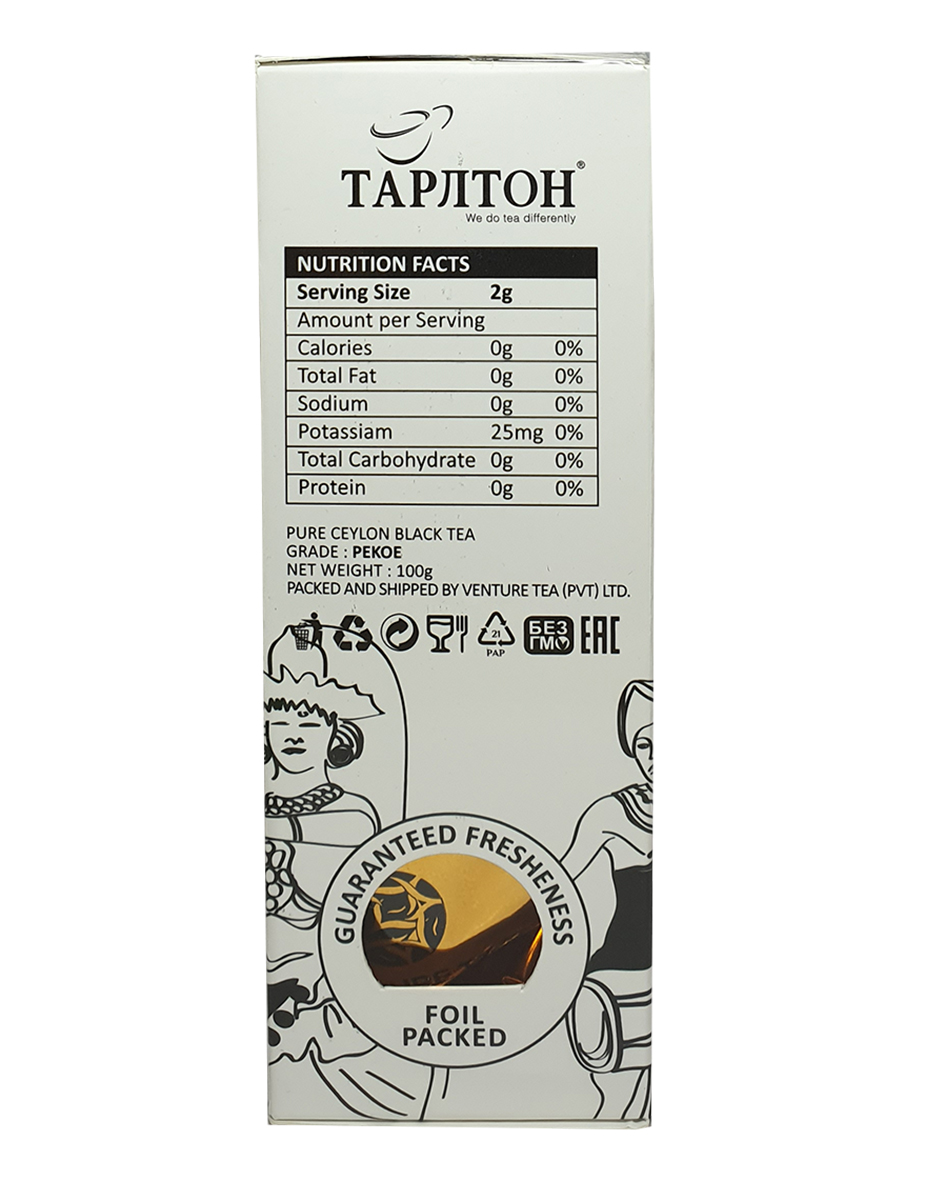 ТАРЛТОН®
We do tea differently
NUTRITION FACTS
Serving Size 2g
Amount per Serving
Calories 0g 0%
Total Fat 0g 0%
Sodium 0g 0%
Potassiam 25mg 0%
Total Carbohydrate 0g 0%
Protein 0g 0%
PURE CEYLON BLACK TEA
GRADE : PEKOE
NET WEIGHT : 100g
PACKED AND SHIPPED BY VENTURE TEA (PVT) LTD.
21
PAP
БЕЗ
ГМО
EAC
GUARANTEED FRESHENESS
FOIL
PACKED